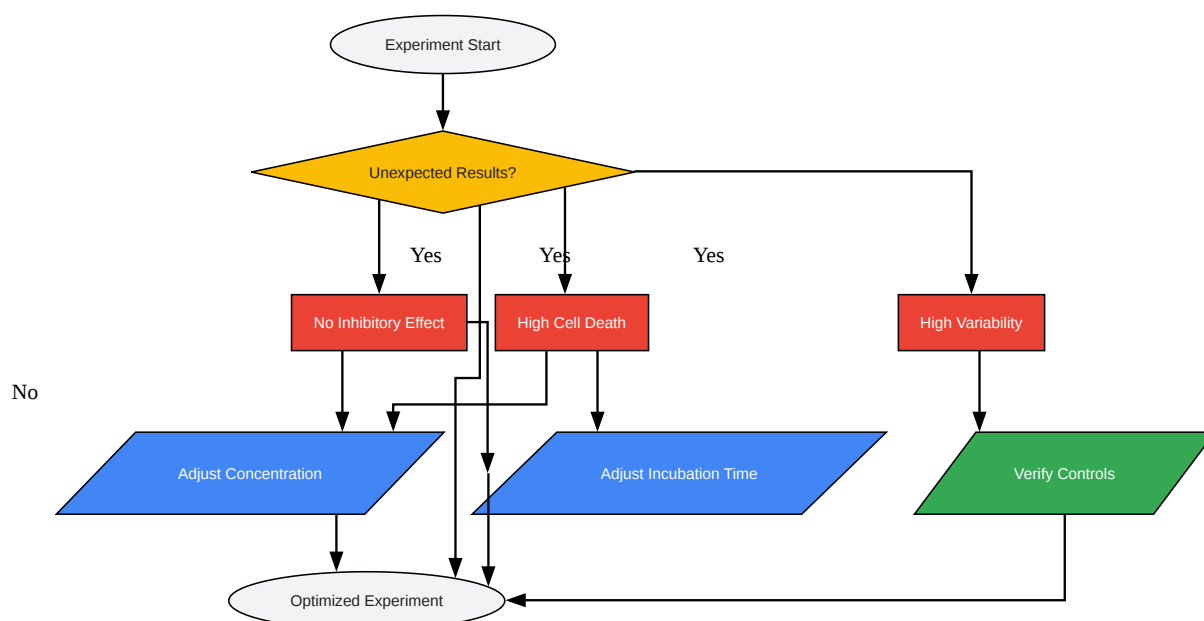 Experiment Start
Unexpected Results?
Yes
Yes
Yes
No Inhibitory Effect
High Cell Death
High Variability
No
Adjust Concentration
Adjust Incubation Time
Verify Controls
Optimized Experiment